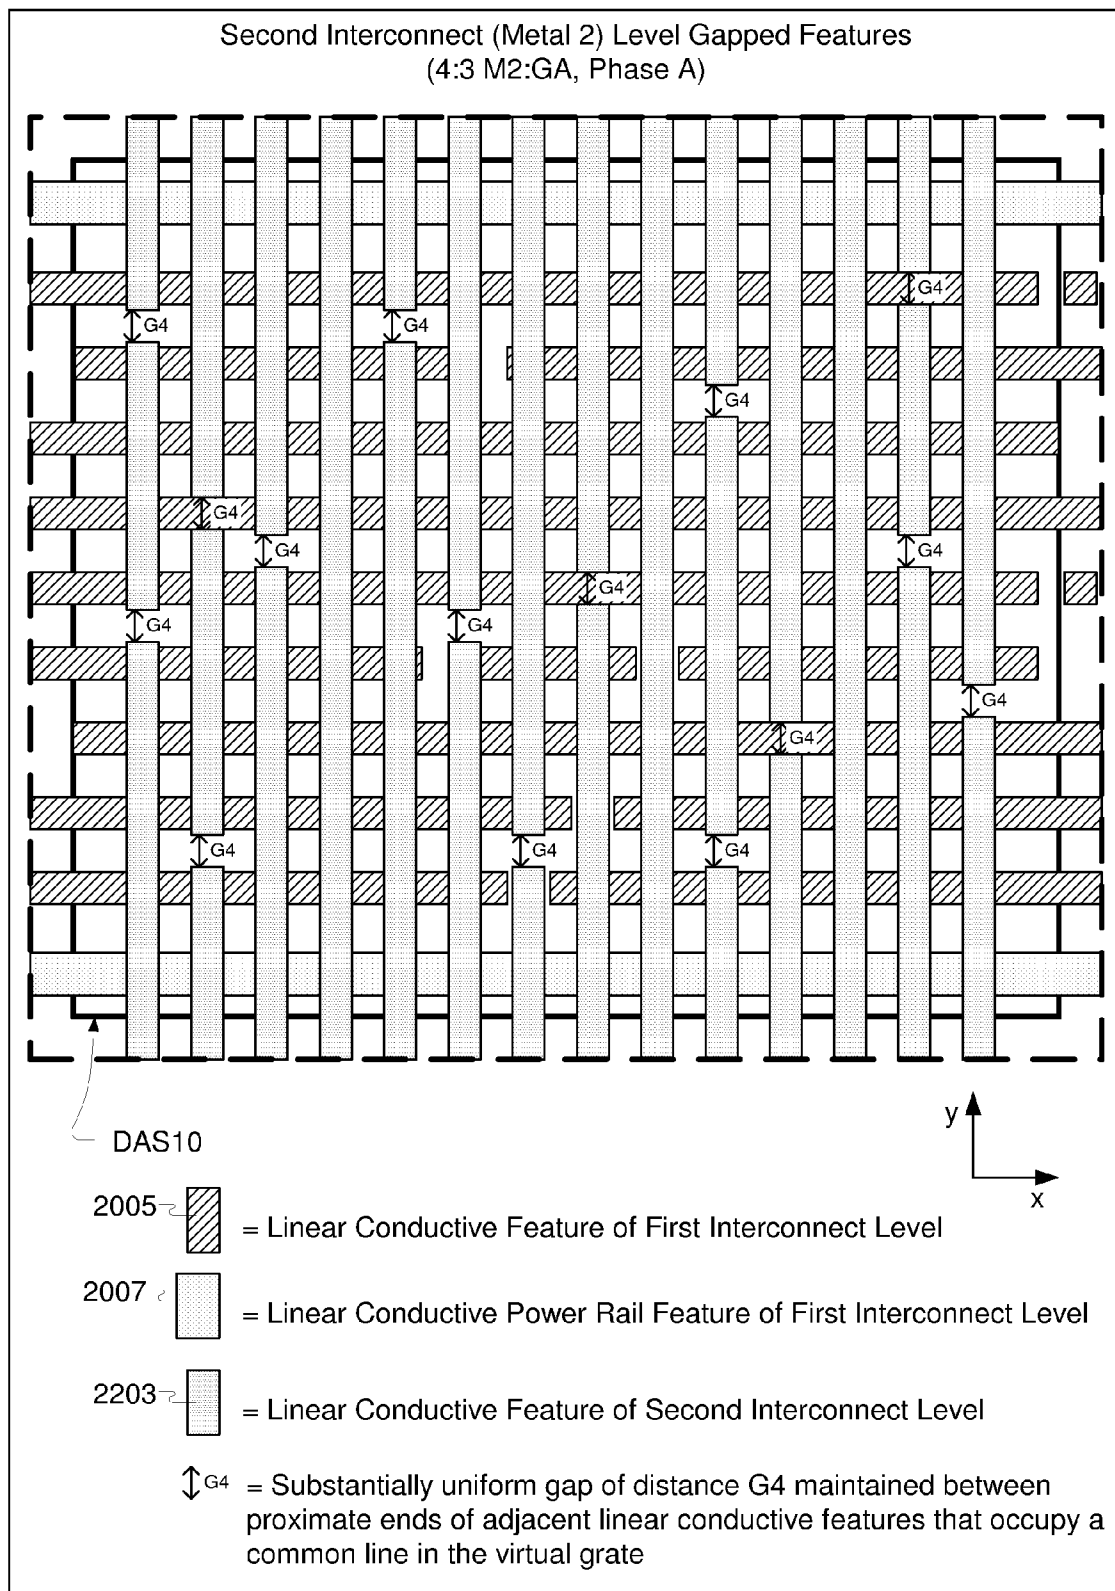 Second Interconnect (Metal 2) Level Gapped Features
(4:3 M2:GA, Phase A)
G4
G4 G4
G4
G4
G4 G4
G4
G4 G4
G4
G4
G4 G4 G4
y
x
DAS10
2005 = Linear Conductive Feature of First Interconnect Level
2007 = Linear Conductive Power Rail Feature of First Interconnect Level
2203 = Linear Conductive Feature of Second Interconnect Level
G4 = Substantially uniform gap of distance G4 maintained between
proximate ends of adjacent linear conductive features that occupy a
common line in the virtual grate